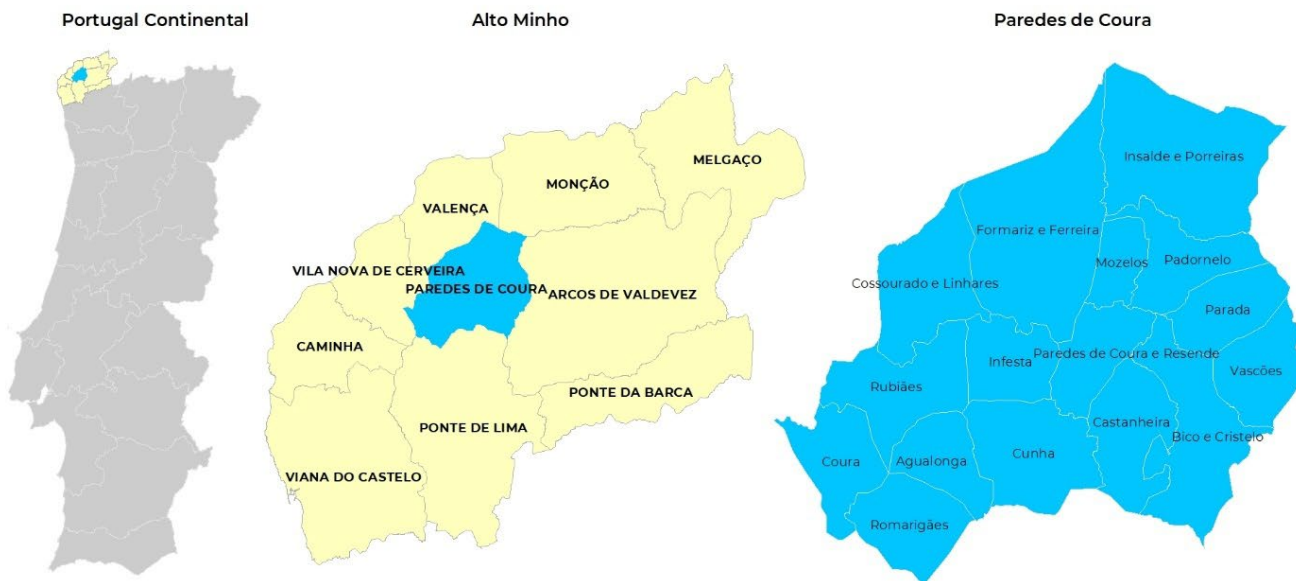 Portugal Continental
Alto Minho
Paredes de Coura
MELGAÇO
MONÇÃO
VALENÇA
VILA NOVA DE CERVEIRA
PAREDES DE COURA
ARCOS DE VALDEVEZ
CAMINHA
PONTE DA BARCA
PONTE DE LIMA
VIANA DO CASTELO
Insalde e Porreiras
Formariz e Ferreira
Mozelos
Padornelo
Cossourado e Linhares
Parada
Infesta
Paredes de Coura e Resende
Vascões
Rubiães
Castanheira
Bico e Cristelo
Coura
Agualonga
Cunha
Romarigães